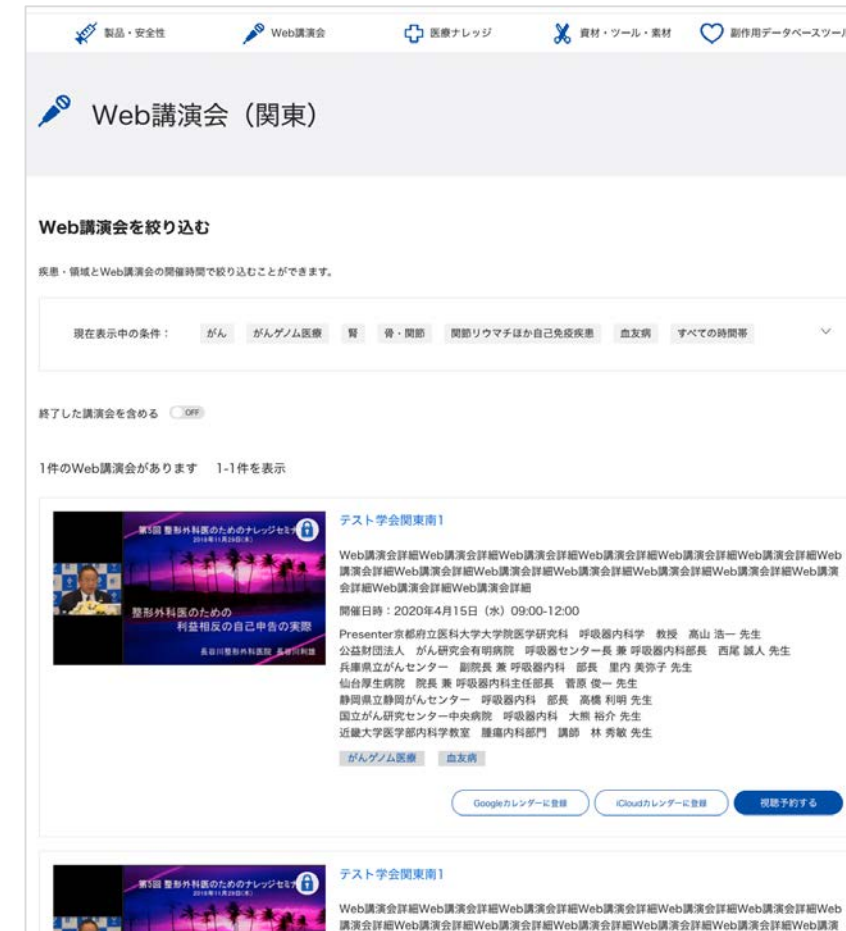 製品・安全性
Web講演会
医療ナレッジ
資材・ツール・素材
副作用データベースツール
Web講演会（関東）
Web講演会を絞り込む
疾患・領域とWeb講演会の開催時間で絞り込むことができます。
現在表示中の条件：
がん
がんゲノム医療
腎
骨・関節
関節リウマチほか自己免疫疾患
血友病
すべての時間帯
終了した講演会を含める
OFF
1件のWeb講演会があります　1-1件を表示
第5回 整形外科医のためのナレッジセミナ
2018年11月29日(木)
整形外科医のための
利益相反の自己申告の実際
長谷川整形外科医院 長谷川利雄
テスト学会関東南1
Web講演会詳細Web講演会詳細Web講演会詳細Web講演会詳細Web講演会詳細Web講演会詳細Web
講演会詳細Web講演会詳細Web講演会詳細Web講演会詳細Web講演会詳細Web講演会詳細Web講演
会詳細Web講演会詳細Web講演会詳細
開催日時：2020年4月15日（水）09:00-12:00
Presenter京都府立医科大学大学院医学研究科　呼吸器内科学　教授　髙山 浩一 先生
公益財団法人　がん研究会有明病院　呼吸器センター長 兼 呼吸器内科部長　西尾 誠人 先生
兵庫県立がんセンター　副院長 兼 呼吸器内科　部長　里内 美弥子 先生
仙台厚生病院　院長 兼 呼吸器内科主任部長　菅原 俊一 先生
静岡県立静岡がんセンター　呼吸器内科　部長　高橋 利明 先生
国立がん研究センター中央病院　呼吸器内科　大熊 裕介 先生
近畿大学医学部内科学教室　腫瘍内科部門　講師　林 秀敏 先生
がんゲノム医療
血友病
Googleカレンダーに登録
iCloudカレンダーに登録
視聴予約する
第5回 整形外科医のためのナレッジセミナ
2018年11月29日(木)
テスト学会関東南1
Web講演会詳細Web講演会詳細Web講演会詳細Web講演会詳細Web講演会詳細Web講演会詳細Web
講演会詳細Web講演会詳細Web講演会詳細Web講演会詳細Web講演会詳細Web講演会詳細Web講演